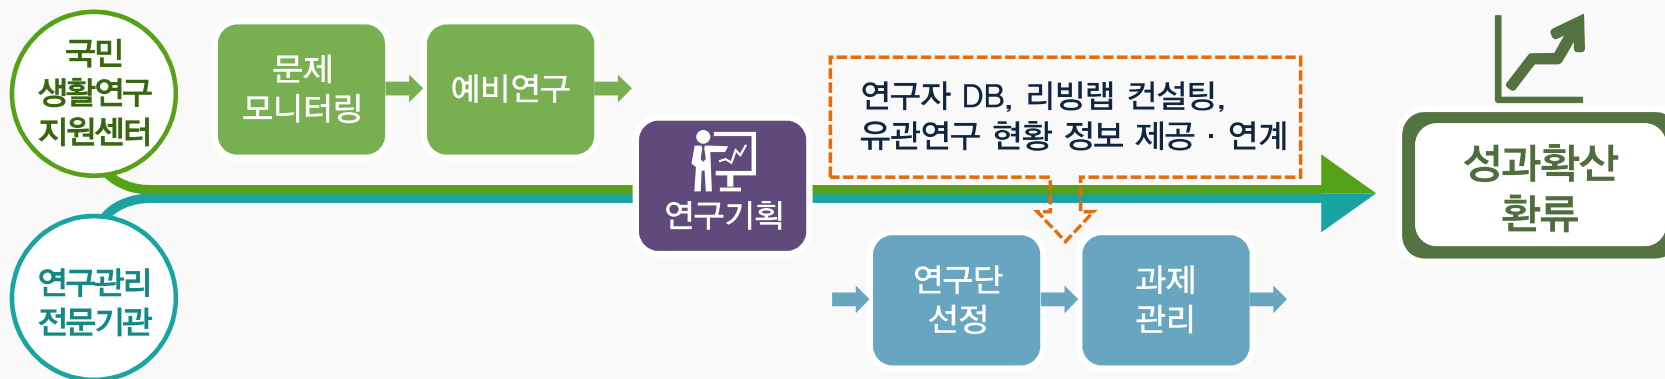 국민
생활연구
지원센터
문제
모니터링
예비연구
연구기획
연구자 DB, 리빙랩 컨설팅,
유관연구 현황 정보 제공 · 연계
성과확산
환류
연구관리
전문기관
연구단
선정
과제
관리